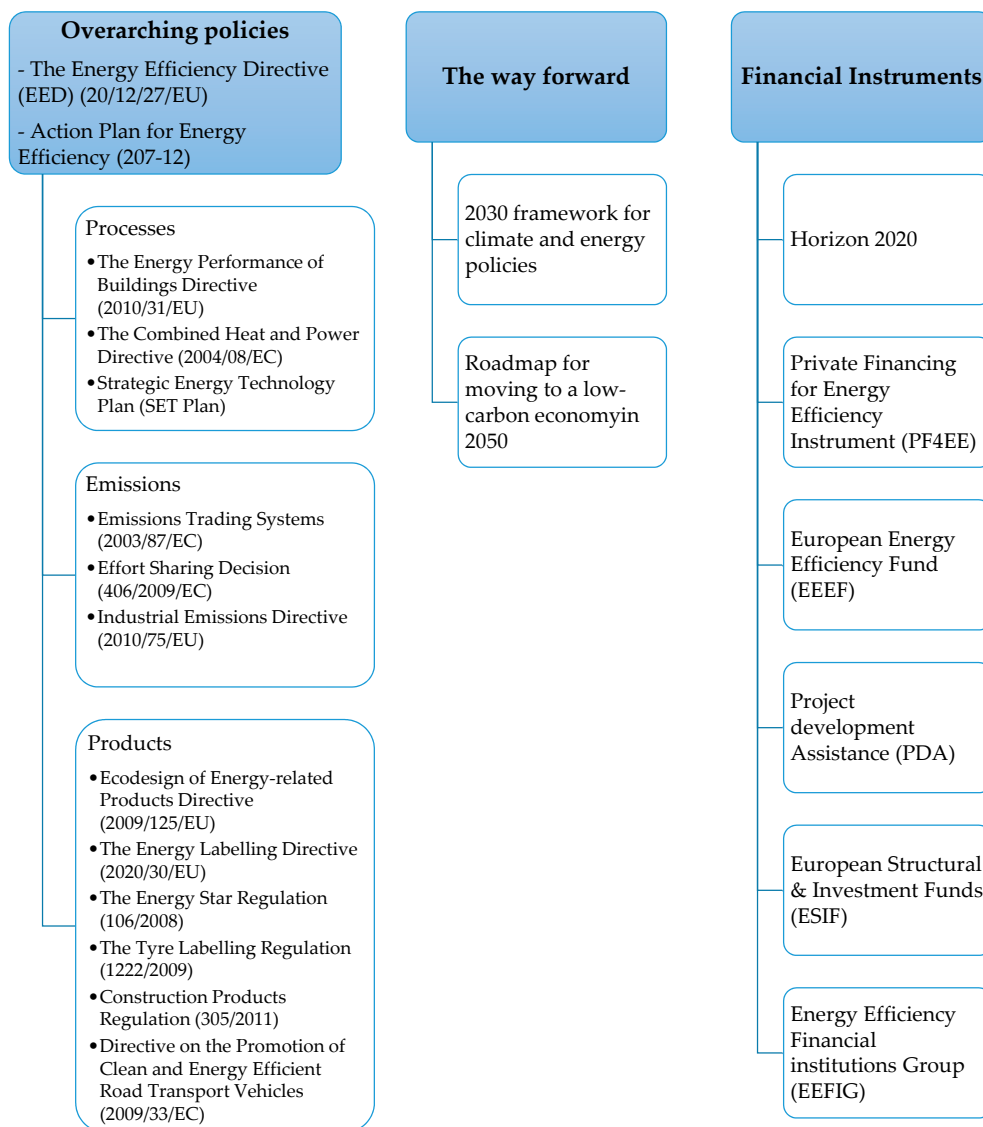 Overarching policies
- The Energy Efficiency Directive
(EED) (20/12/27/EU)
- Action Plan for Energy
Efficiency (207-12)
Processes
•The Energy Performance of
Buildings Directive
(2010/31/EU)
•The Combined Heat and Power
Directive (2004/08/EC)
•Strategic Energy Technology
Plan (SET Plan)
Emissions
•Emissions Trading Systems
(2003/87/EC)
•Effort Sharing Decision
(406/2009/EC)
•Industrial Emissions Directive
(2010/75/EU)
Products
•Ecodesign of Energy-related
Products Directive
(2009/125/EU)
•The Energy Labelling Directive
(2020/30/EU)
•The Energy Star Regulation
(106/2008)
•The Tyre Labelling Regulation
(1222/2009)
•Construction Products
Regulation (305/2011)
•Directive on the Promotion of
Clean and Energy Efficient
Road Transport Vehicles
(2009/33/EC)
The way forward
2030 framework for
climate and energy
policies
Roadmap for
moving to a low-
carbon economyin
2050
Financial Instruments
Horizon 2020
Private Financing
for Energy
Efficiency
Instrument (PF4EE)
European Energy
Efficiency Fund
(EEEF)
Project
development
Assistance (PDA)
European Structural
& Investment Funds
(ESIF)
Energy Efficiency
Financial
institutions Group
(EEFIG)